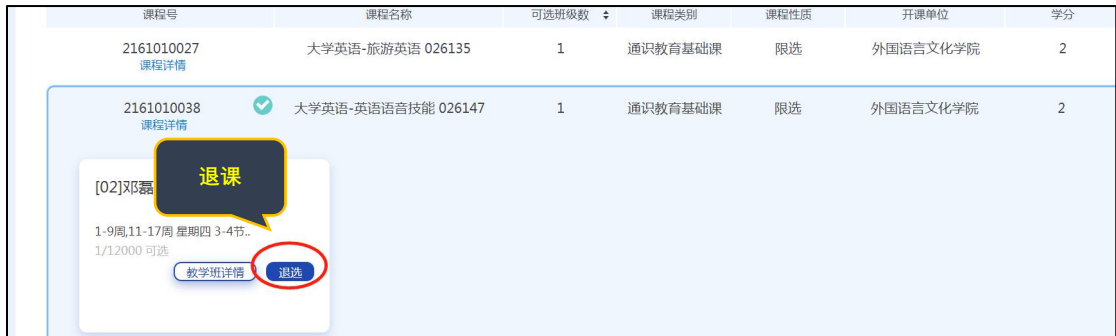 课程号 课程名称 可选班级数 课程类别 课程性质 开课单位 学分
2161010027 大学英语-旅游英语 026135 1 通识教育基础课 限选 外国语言文化学院 2
课程详情
2161010038 大学英语-英语语音技能 026147 1 通识教育基础课 限选 外国语言文化学院 2
课程详情
退课
[02]邓磊
1-9周,11-17周 星期四 3-4节..
1/12000 可选
教学班详情 退选